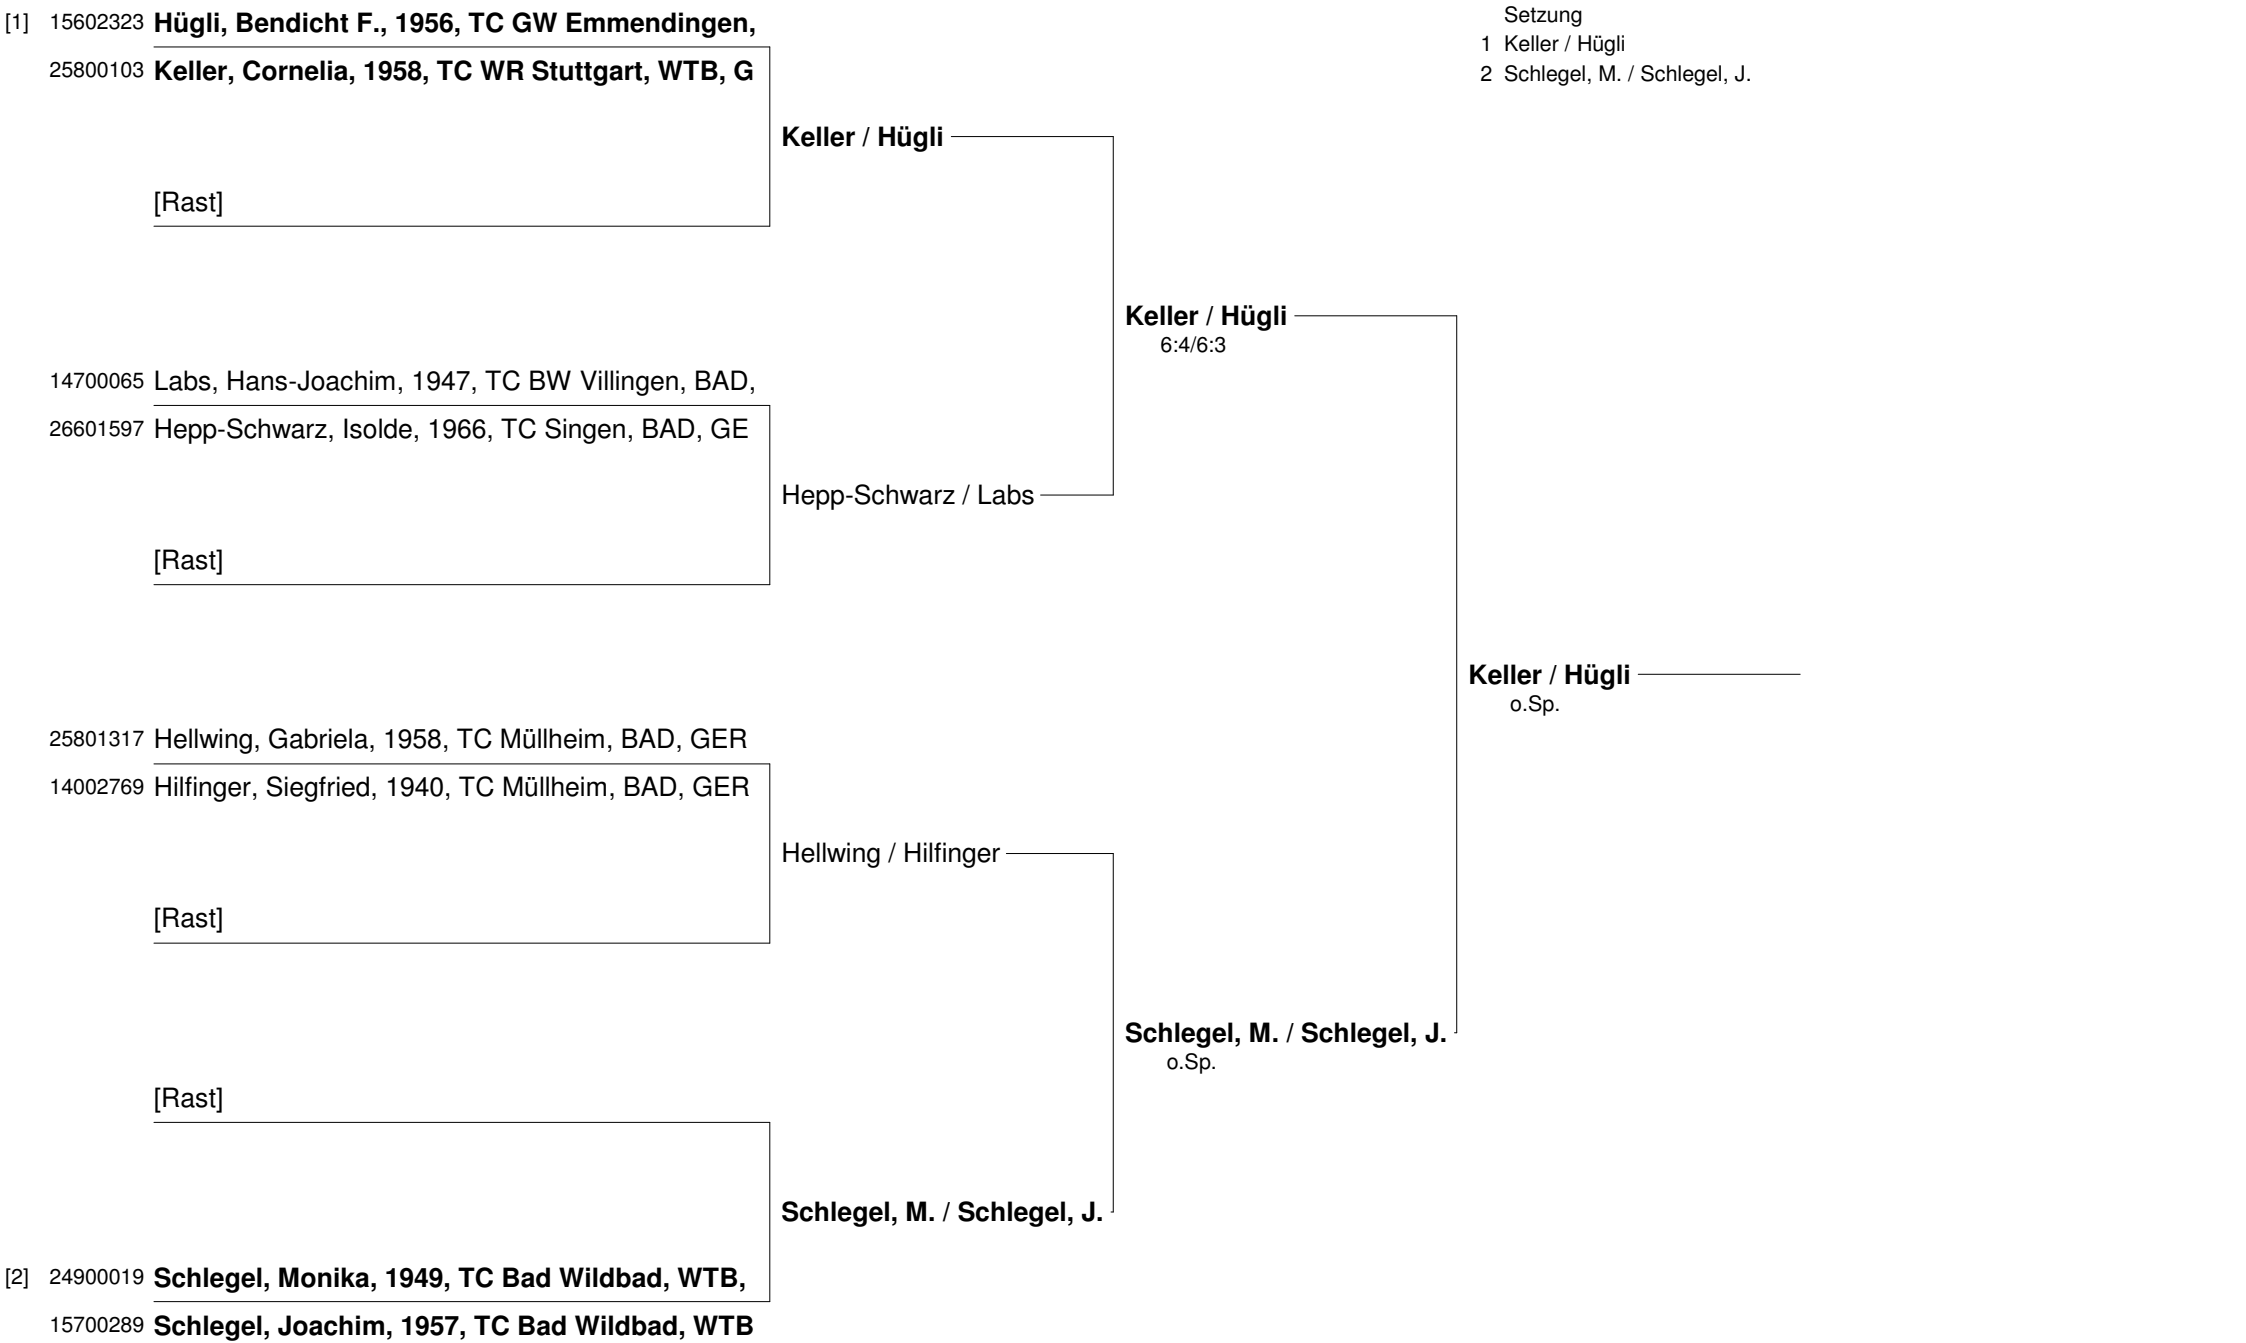 [1] 15602323 Hügli, Bendicht F., 1956, TC GW Emmendingen,
25800103 Keller, Cornelia, 1958, TC WR Stuttgart, WTB, G
Setzung
1 Keller / Hügli
2 Schlegel, M. / Schlegel, J.
Keller / Hügli
[Rast]
Keller / Hügli
6:4/6:3
14700065 Labs, Hans-Joachim, 1947, TC BW Villingen, BAD,
26601597 Hepp-Schwarz, Isolde, 1966, TC Singen, BAD, GE
Hepp-Schwarz / Labs
[Rast]
Keller / Hügli
o.Sp.
25801317 Hellwing, Gabriela, 1958, TC Müllheim, BAD, GER
14002769 Hilfinger, Siegfried, 1940, TC Müllheim, BAD, GER
Hellwing / Hilfinger
[Rast]
Schlegel, M. / Schlegel, J.
o.Sp.
[Rast]
Schlegel, M. / Schlegel, J.
[2] 24900019 Schlegel, Monika, 1949, TC Bad Wildbad, WTB,
15700289 Schlegel, Joachim, 1957, TC Bad Wildbad, WTB